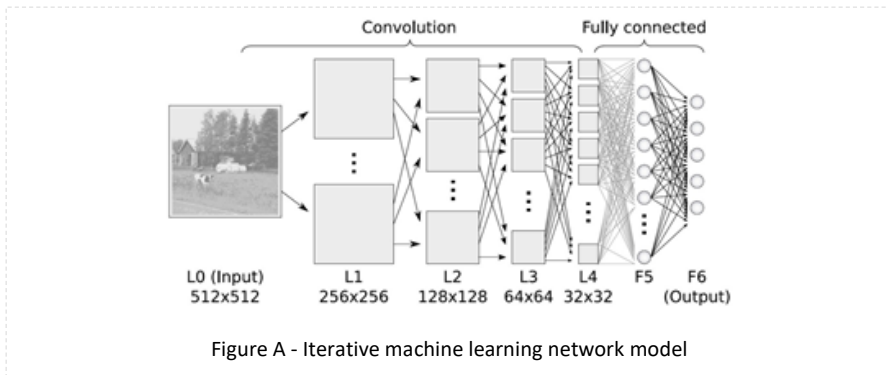 Convolution Fully connected
L0 (Input) L1 L2 L3 L4 F5 F6
512x512 256x256 128x128 64x64 32x32 (Output)
Figure A - Iterative machine learning network model